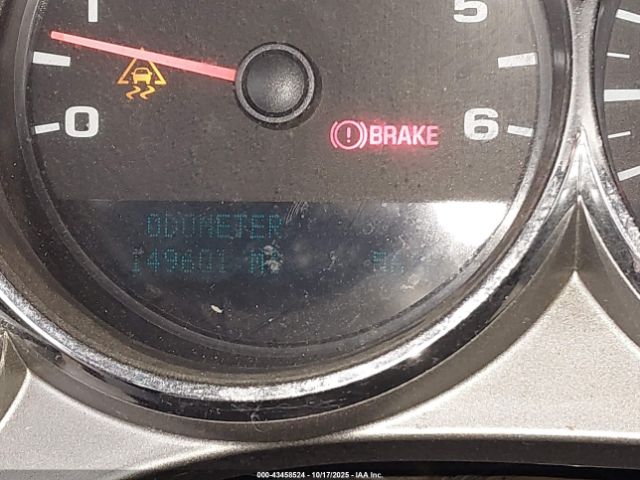 1
5
0
BRAKE
6
ODOMETER
149601 MI
000-43458524 | 10/17/2025 | IAA Inc.